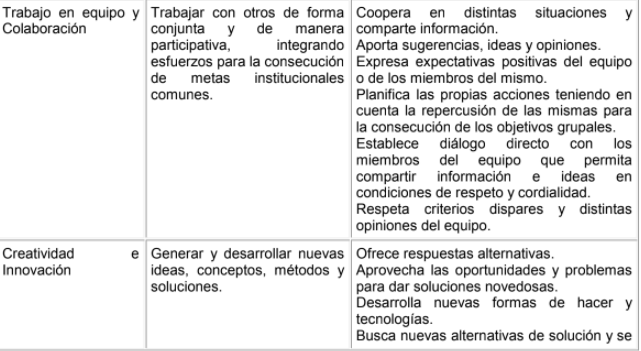 Trabajo en equipo y
Colaboración
Trabajar con otros de forma
conjunta y de manera
participativa, integrando
esfuerzos para la consecución
de metas institucionales
comunes.
Coopera en distintas situaciones y
comparte información.
Aporta sugerencias, ideas y opiniones.
Expresa expectativas positivas del equipo
o de los miembros del mismo.
Planifica las propias acciones teniendo en
cuenta la repercusión de las mismas para
la consecución de los objetivos grupales.
Establece diálogo directo con los
miembros del equipo que permita
compartir información e ideas en
condiciones de respeto y cordialidad.
Respeta criterios dispares y distintas
opiniones del equipo.
Creatividad e
Innovación
Generar y desarrollar nuevas
ideas, conceptos, métodos y
soluciones.
Ofrece respuestas alternativas.
Aprovecha las oportunidades y problemas
para dar soluciones novedosas.
Desarrolla nuevas formas de hacer y
tecnologías.
Busca nuevas alternativas de solución y se